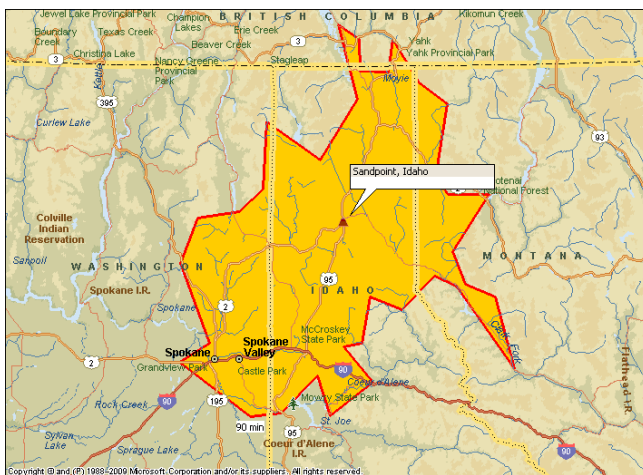 Jewel Lake Provincial Park
BRITISH COLUMBIA
Kikomun Creek
Champion
Lakes
Boundary
Creek
Texas Creek
Erie Creek
Beaver Creek
Christina Lake
3
3
Yahk
Yahk Provincial Park
Nancy Greene
Provincial
Park
Stagleap
Moyie
Kettle
395
2
93
Curlew Lake
Sandpoint, Idaho
Kootenai
National Forest
Colville
Indian
Reservation
Sanpoil
WASHINGTON
MONTANA
95
IDAHO
Spokane I.R.
Spokane
2
McCroskey
State Park
Clark Fork
Spokane
Spokane
Valley
2
Grandview Park
Castle Park
90
Coeur d'Alene
Flathead I.R.
Rock Creek
90
195
Mowry State Park
90 min
St. Joe
95
Coeur d'Alene
I.R.
Sylvan
Lake
Sprague Lake
90
Copyright © and (P) 1988–2009 Microsoft Corporation and/or its suppliers. All rights reserved.